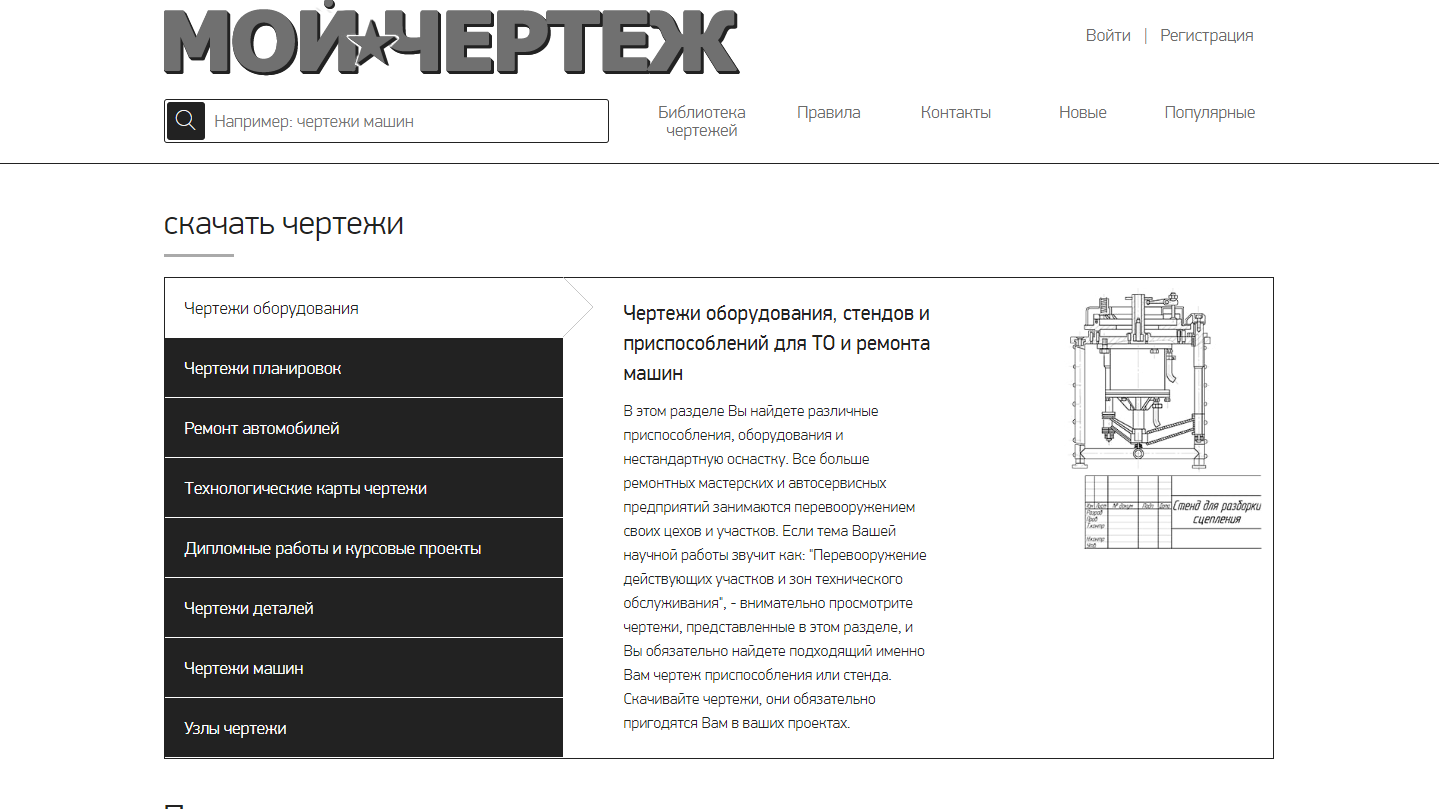 МОЙ ЧЕРТЕЖ
Войти | Регистрация
Например: чертежи машин
Библиотека
чертежей
Правила
Контакты
Новые
Популярные
скачать чертежи
Чертежи оборудования
Чертежи планировок
Ремонт автомобилей
Технологические карты чертежи
Дипломные работы и курсовые проекты
Чертежи деталей
Чертежи машин
Узлы чертежи
Чертежи оборудования, стендов и
приспособлений для ТО и ремонта
машин
В этом разделе Вы найдете различные
приспособления, оборудования и
нестандартную оснастку. Все больше
ремонтных мастерских и автосервисных
предприятий занимаются перевооружением
своих цехов и участков. Если тема Вашей
научной работы звучит как: "Перевооружение
действующих участков и зон технического
обслуживания", - внимательно просмотрите
чертежи, представленные в этом разделе, и
Вы обязательно найдете подходящий именно
Вам чертеж приспособления или стенда.
Скачивайте чертежи, они обязательно
пригодятся Вам в ваших проектах.
Стенд для разборки
сцепления